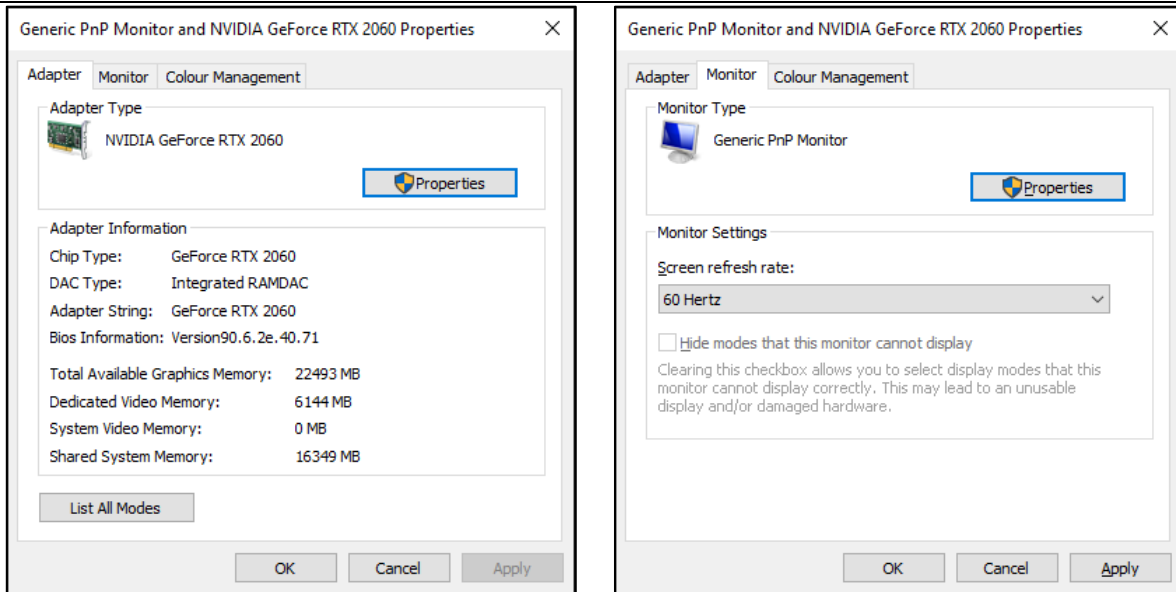 Generic PnP Monitor and NVIDIA GeForce RTX 2060 Properties
Adapter Monitor Colour Management
Adapter Type
NVIDIA GeForce RTX 2060
Properties
Adapter Information
Chip Type: GeForce RTX 2060
DAC Type: Integrated RAMDAC
Adapter String: GeForce RTX 2060
Bios Information: Version90.6.2e.40.71
Total Available Graphics Memory: 22493 MB
Dedicated Video Memory: 6144 MB
System Video Memory: 0 MB
Shared System Memory: 16349 MB
List All Modes
OK Cancel Apply
Generic PnP Monitor and NVIDIA GeForce RTX 2060 Properties
Adapter Monitor Colour Management
Monitor Type
Generic PnP Monitor
Properties
Monitor Settings
Screen refresh rate:
60 Hertz
Hide modes that this monitor cannot display
Clearing this checkbox allows you to select display modes that this
monitor cannot display correctly. This may lead to an unusable
display and/or damaged hardware.
OK Cancel Apply